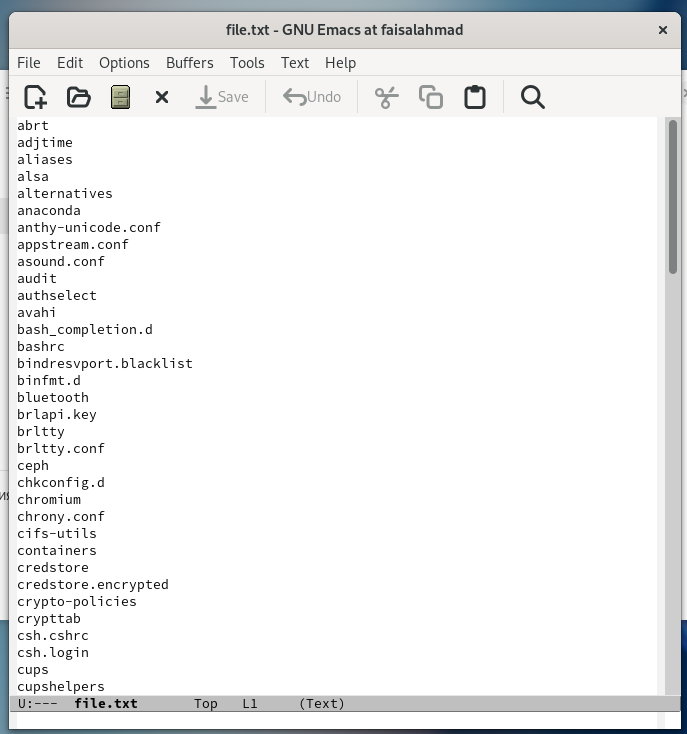 file.txt - GNU Emacs at faisalahmad
File Edit Options Buffers Tools Text Help
Save Undo
abrt
adjtime
aliases
alsa
alternatives
anaconda
anthy-unicode.conf
appstream.conf
asound.conf
audit
authselect
avahi
bash_completion.d
bashrc
bindresvport.blacklist
binfmt.d
bluetooth
brlapi.key
brltty
brltty.conf
ceph
chkconfig.d
chromium
chrony.conf
cifs-utils
containers
credstore
credstore.encrypted
crypto-policies
crypttab
csh.cshrc
csh.login
cups
cupshelpers
U:--- file.txt Top L1 (Text)